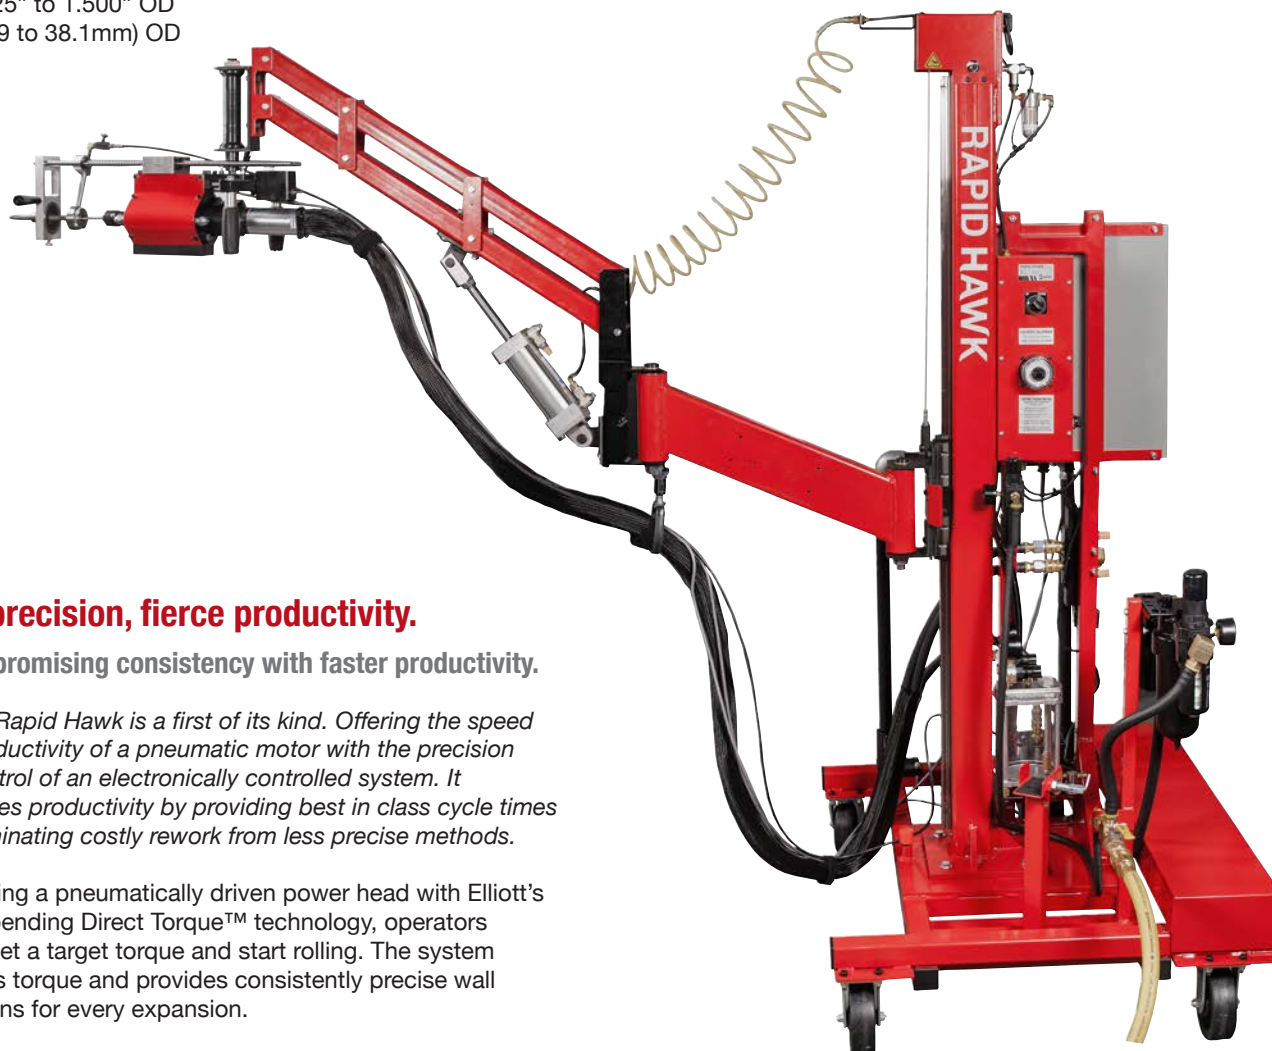 25" to 1.500" OD
9 to 38.1mm) OD
RAPID HAWK
precision, fierce productivity.
promising consistency with faster productivity.
Rapid Hawk is a first of its kind. Offering the speed
ductivity of a pneumatic motor with the precision
trol of an electronically controlled system. It
es productivity by providing best in class cycle times
minating costly rework from less precise methods.
ing a pneumatically driven power head with Elliott's
pending Direct Torque™ technology, operators
et a target torque and start rolling. The system
s torque and provides consistently precise wall
ns for every expansion.